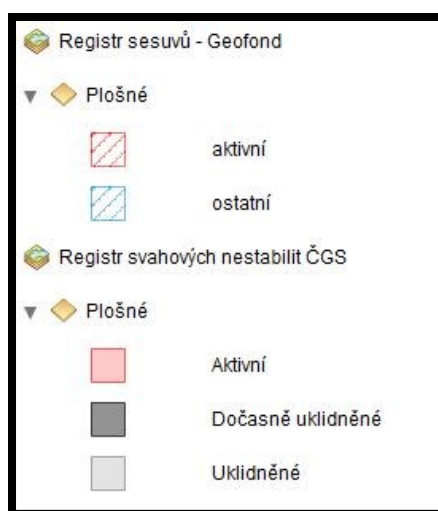 Registr sesuvů - Geofond
Plošné
aktivní
ostatní
Registr svahových nestabilit ČGS
Plošné
Aktivní
Dočasně uklidněné
Uklidněné